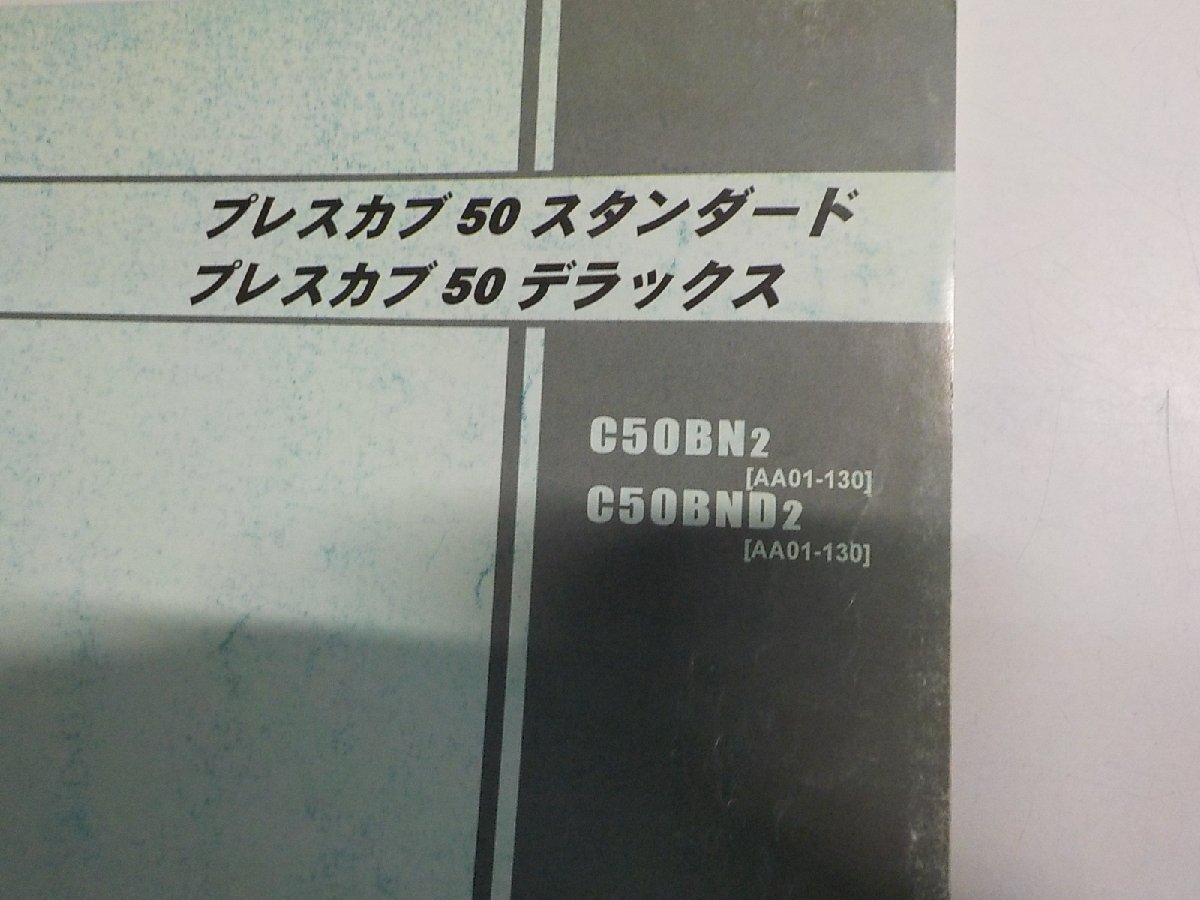 プレスカブ 50 スタンダード
プレスカブ 50 デラックス
C50BN2
[AA01-130]
C50BND2
[AA01-130]